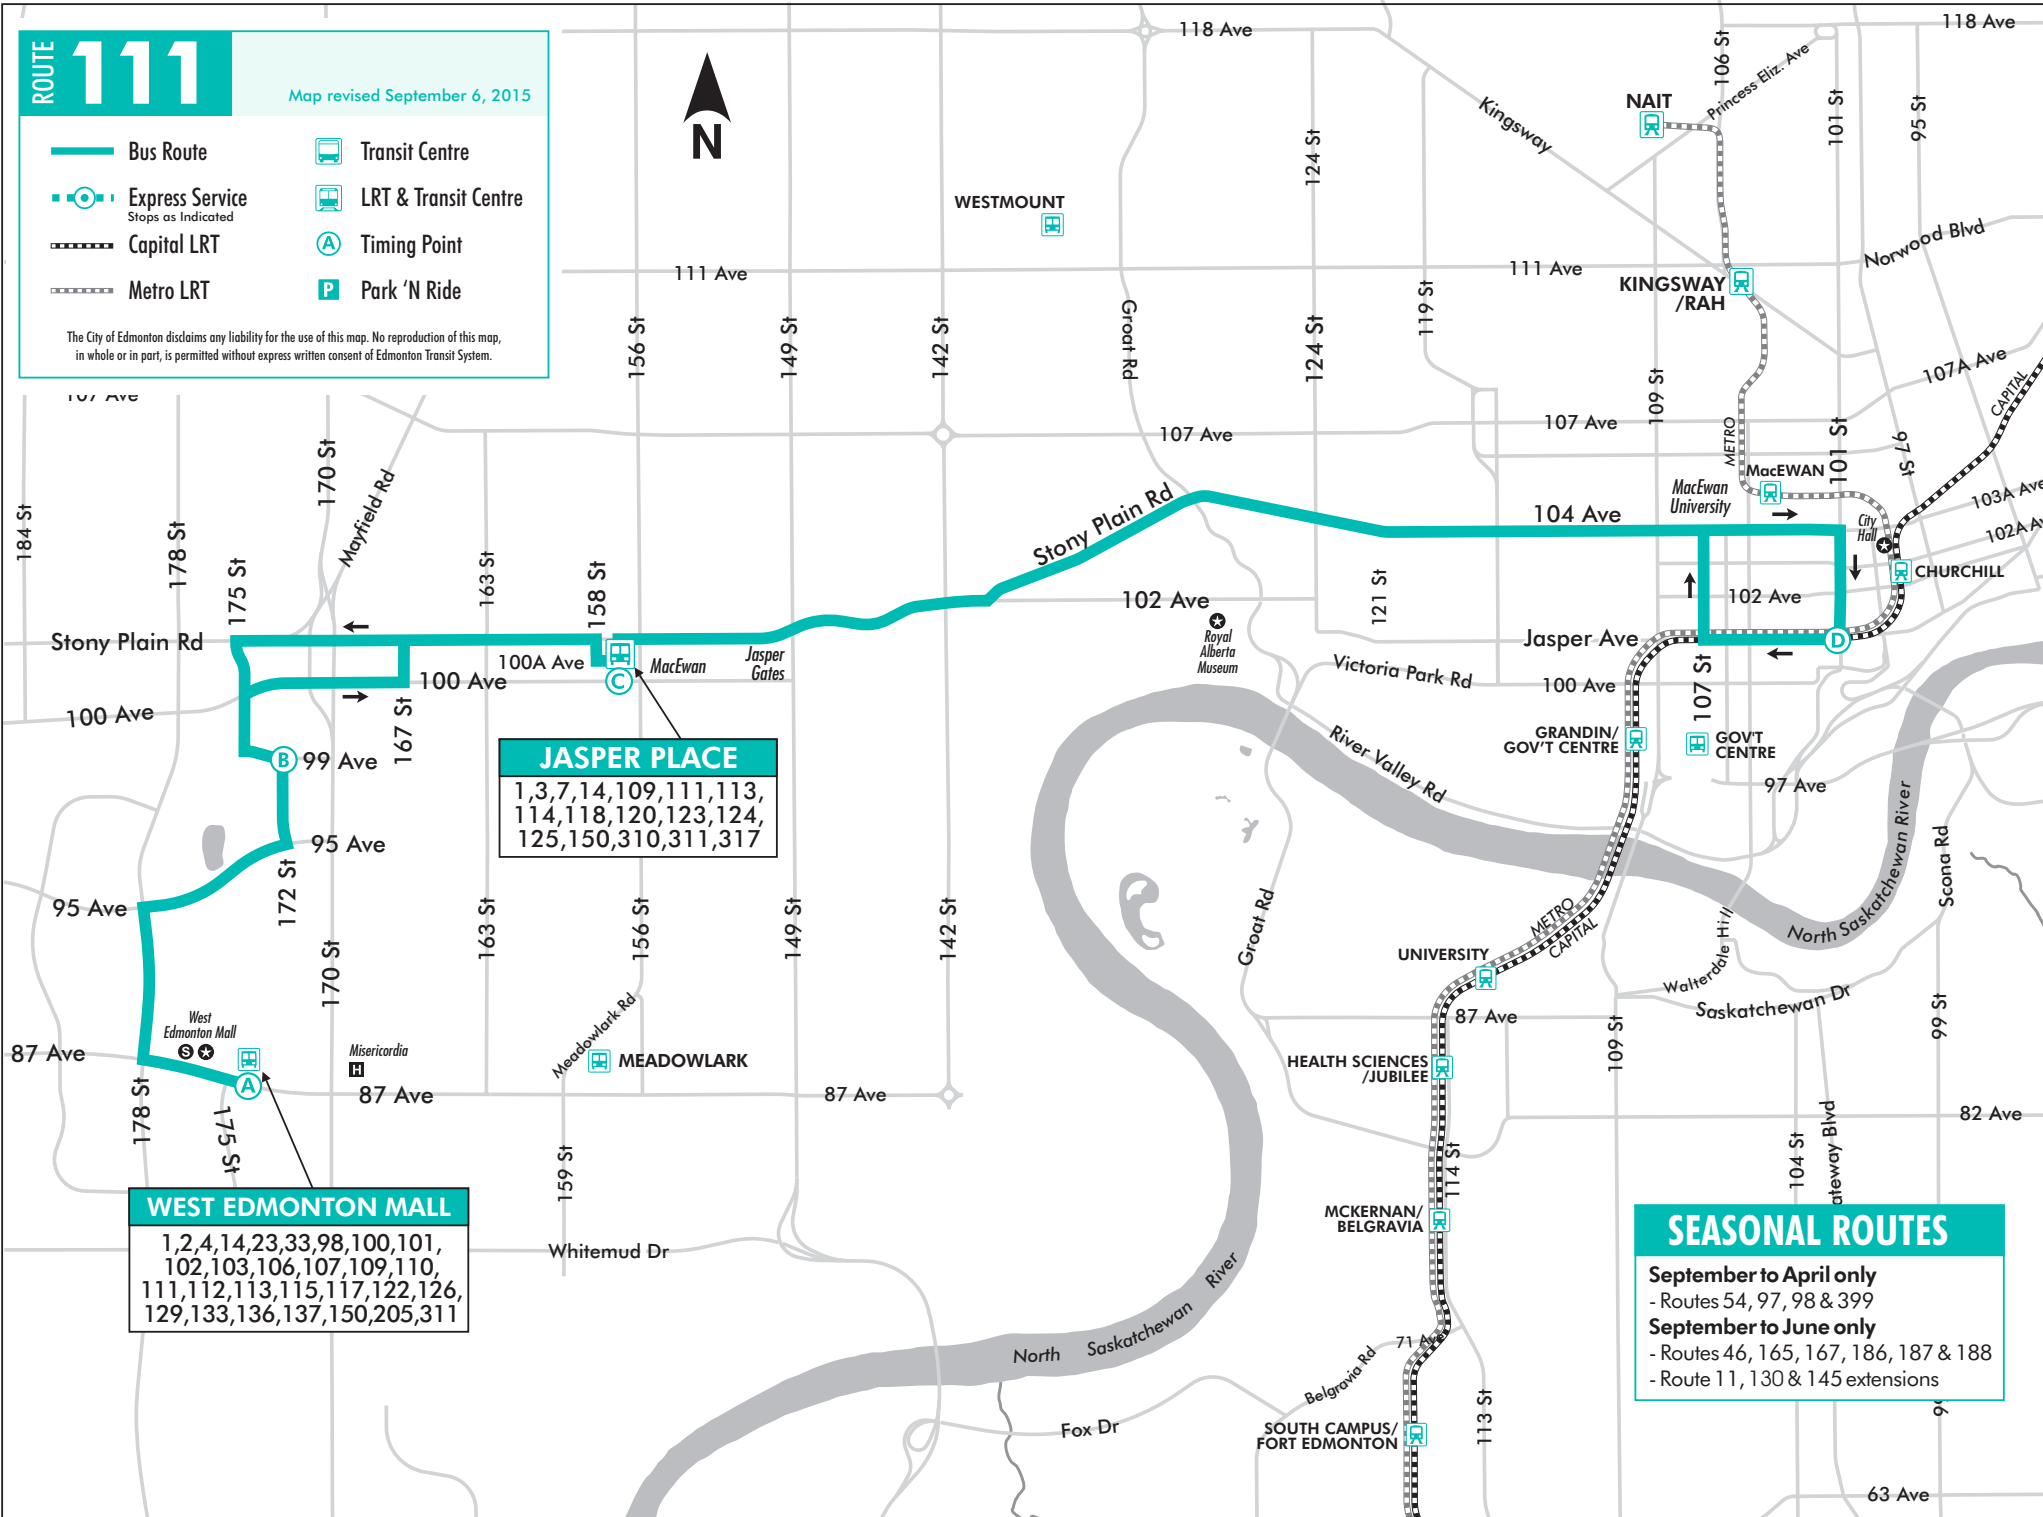 ROUTE 111
Map revised September 6, 2015
Bus Route
Transit Centre
Express Service
Stops as Indicated
LRT & Transit Centre
Capital LRT
Timing Point
A
Metro LRT
P
Park ‘N Ride
The City of Edmonton disclaims any liability for the use of this map. No reproduction of this map,
in whole or in part, is permitted without express written consent of Edmonton Transit System.
N
118 Ave
118 Ave
106 St
Princess Eliz. Ave
101 St
95 St
NAIT
Kingsway
124 St
WESTMOUNT
Norwood Blvd
111 Ave
111 Ave
KINGSWAY
/RAH
119 St
156 St
149 St
142 St
Groat Rd
124 St
109 St
107A Ave
CAPITAL
107 Ave
107 Ave
107 Ave
METRO
101 St
97 St
170 St
Mayfield Rd
184 St
178 St
175 St
163 St
158 St
Stony Plain Rd
104 Ave
MacEWAN
MacEwan
University
City
Hall
103A Ave
102A Av
CHURCHILL
102 Ave
102 Ave
121 St
Royal
Alberta
Museum
Stony Plain Rd
100A Ave
MacEwan
Jasper
Gates
Jasper Ave
D
C
100 Ave
100 Ave
167 St
Victoria Park Rd
100 Ave
107 St
GRANDIN/
GOV'T CENTRE
GOV'T
CENTRE
97 Ave
B
99 Ave
JASPER PLACE
1,3,7,14,109,111,113,
114,118,120,123,124,
125,150,310,311,317
River Valley Rd
95 Ave
172 St
95 Ave
163 St
156 St
149 St
142 St
170 St
Groat Rd
METRO
CAPITAL
North Saskatchewan River
Scona Rd
Walterdale Hill
UNIVERSITY
Saskatchewan Dr
87 Ave
99 St
109 St
West
Edmonton Mall
S
87 Ave
Misericordia
H
A
87 Ave
Meadowlark Rd
MEADOWLARK
87 Ave
HEALTH SCIENCES
/JUBILEE
178 St
175 St
159 St
114 St
82 Ave
104 St
ateway Blvd
WEST EDMONTON MALL
1,2,4,14,23,33,98,100,101,
102,103,106,107,109,110,
111,112,113,115,117,122,126,
129,133,136,137,150,205,311
Whitemud Dr
MCKERNAN/
BELGRAVIA
North Saskatchewan River
71 Ave
Belgravia Rd
113 St
Fox Dr
SOUTH CAMPUS/
FORT EDMONTON
SEASONAL ROUTES
September to April only
- Routes 54, 97, 98 & 399
September to June only
- Routes 46, 165, 167, 186, 187 & 188
- Route 11, 130 & 145 extensions
63 Ave